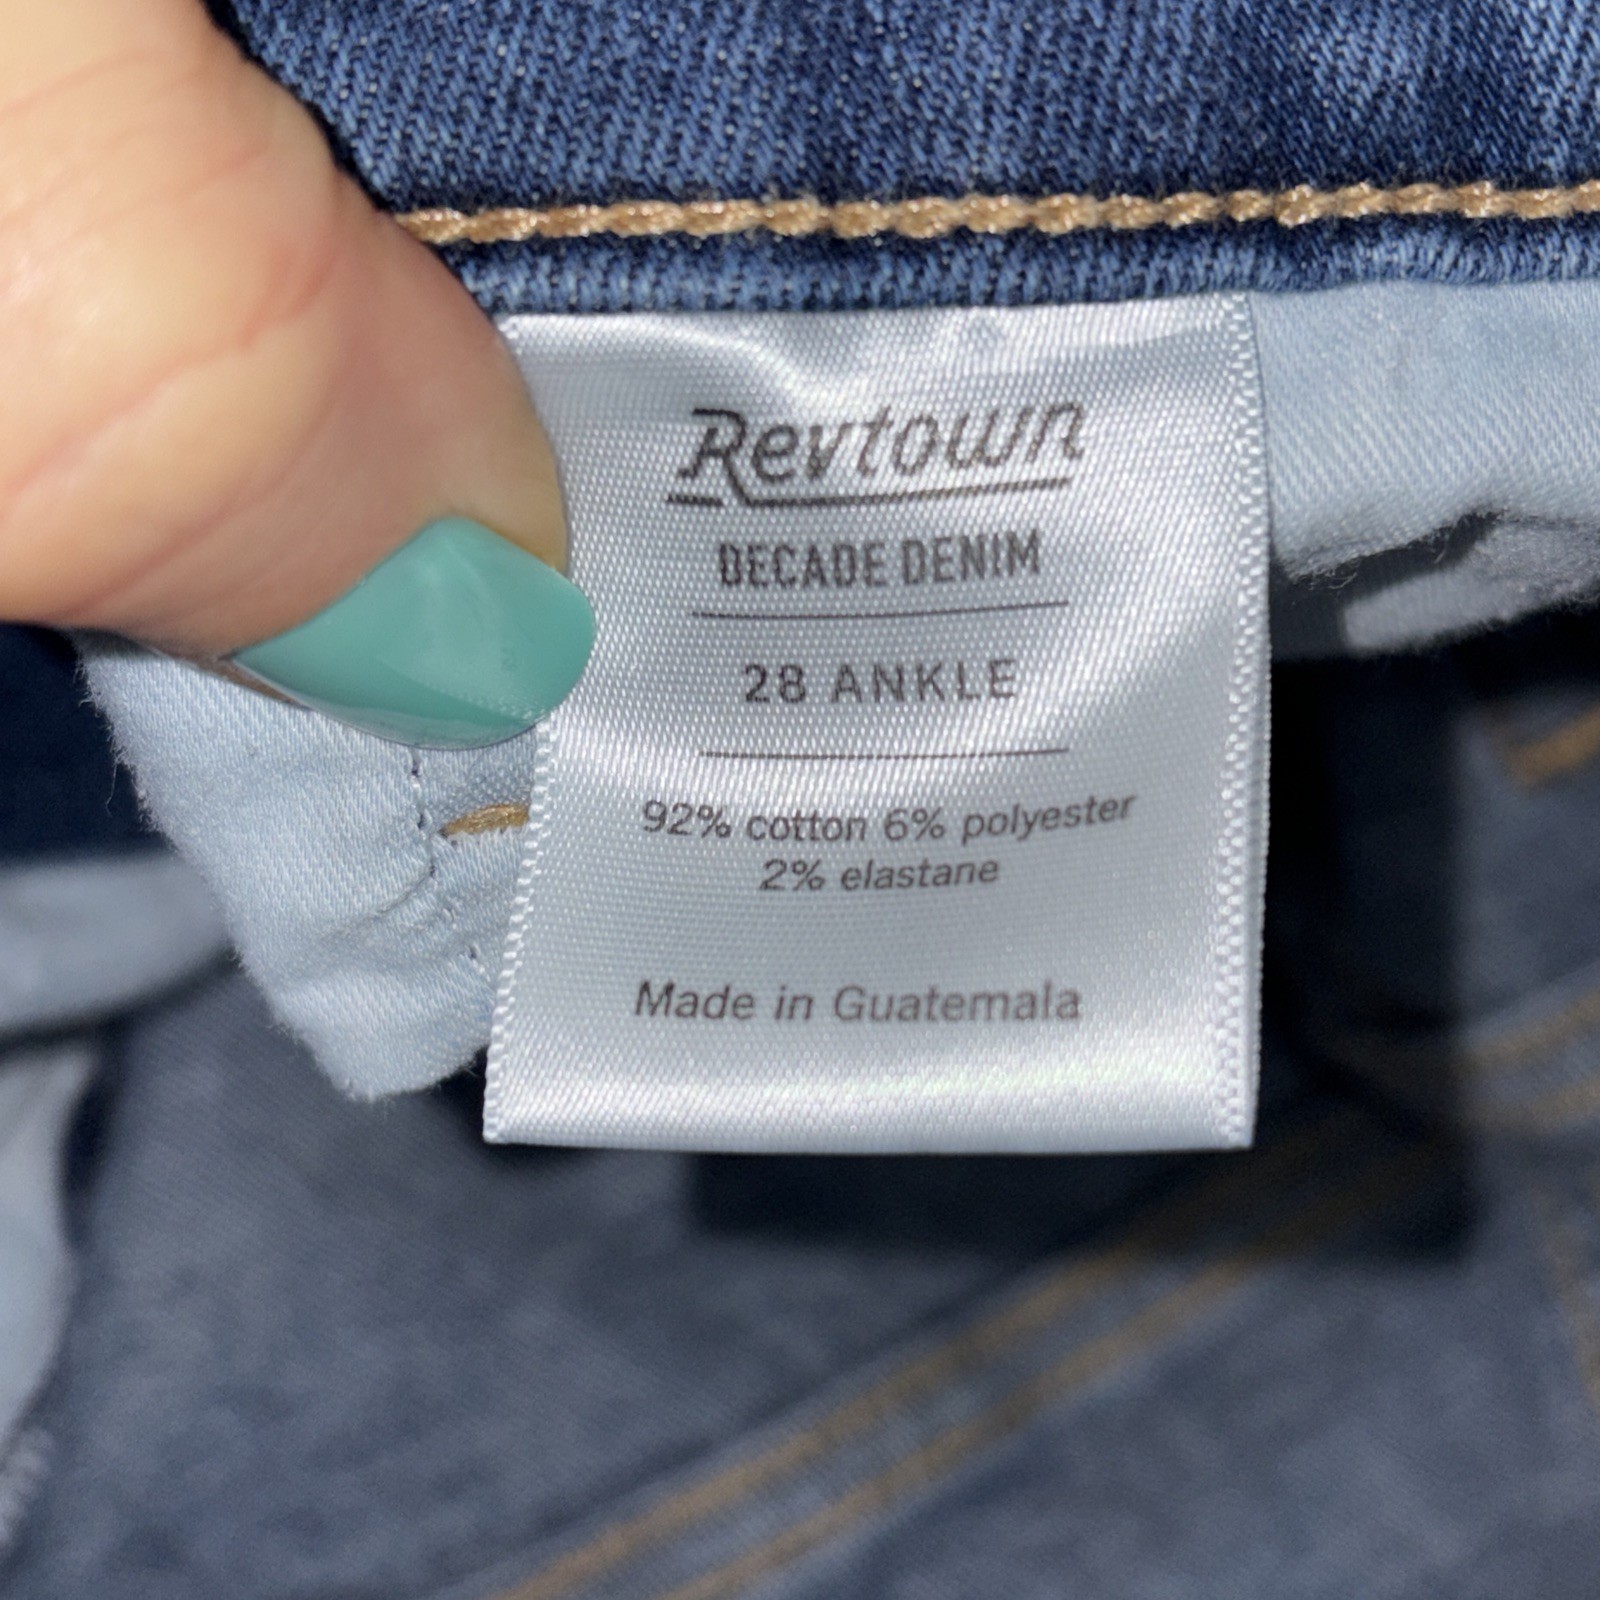 Revtown
DECADE DENIM
28 ANKLE
92% cotton 6% polyester
2% elastane
Made in Guatemala